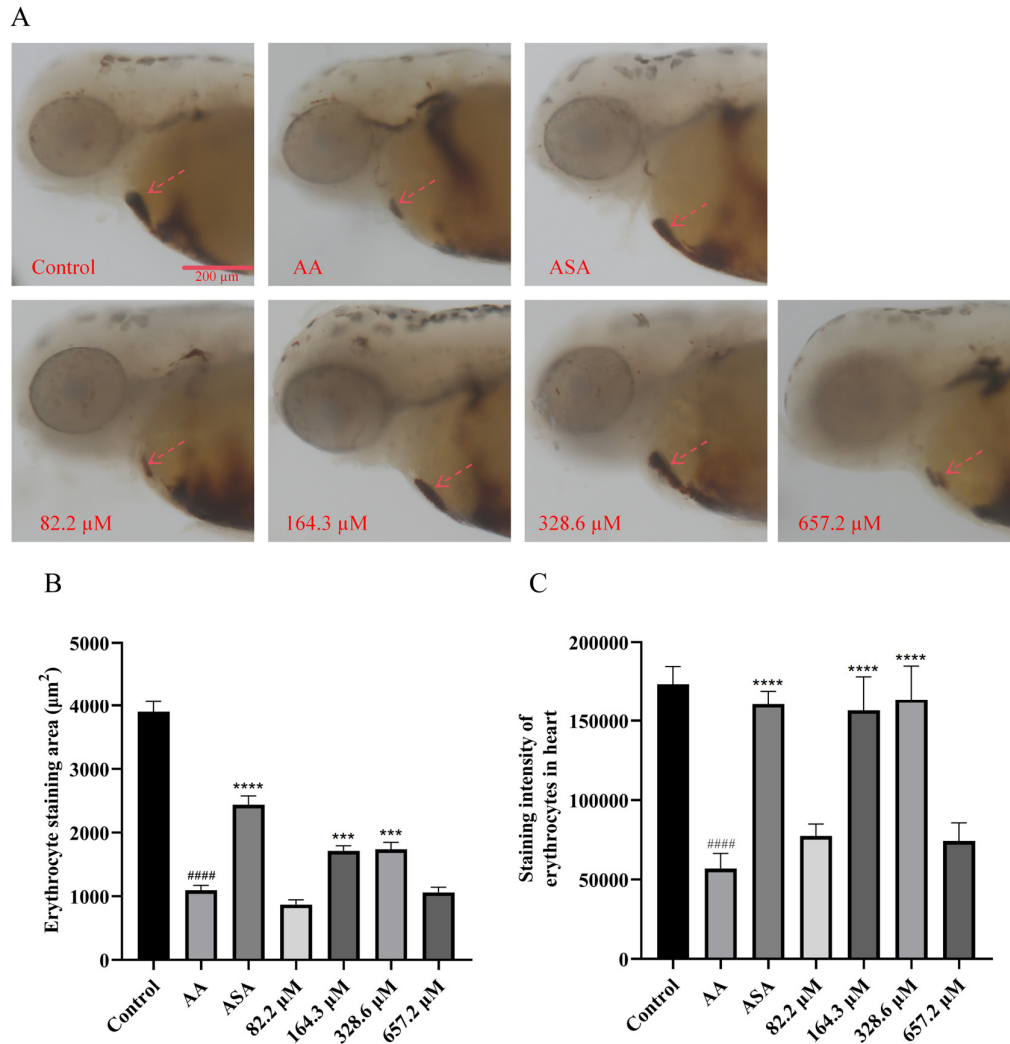 A
Control
200 µm
AA
ASA
82.2 µM
164.3 µM
328.6 µM
657.2 µM
B
Erythrocyte staining area (µm²)
5000
4000
3000
2000
1000
0
####
****
***
***
Control
AA
ASA
82.2 µM
164.3 µM
328.6 µM
657.2 µM
C
Staining intensity of
erythrocytes in heart
200000
150000
100000
50000
0
####
****
****
****
Control
AA
ASA
82.2 µM
164.3 µM
328.6 µM
657.2 µM